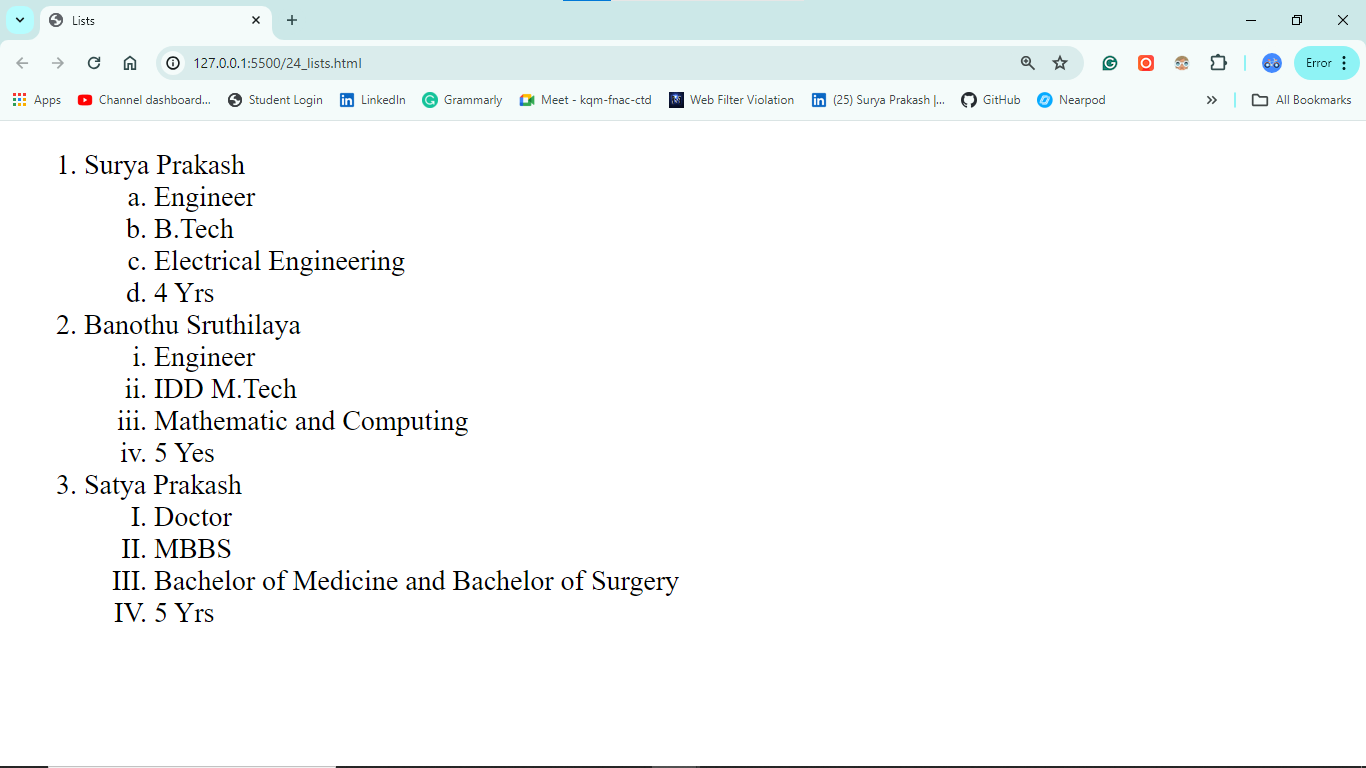 Lists
127.0.0.1:5500/24_lists.html
Error
Apps Channel dashboard... Student Login LinkedIn Grammarly Meet - kqm-fnac-ctd Web Filter Violation (25) Surya Prakash |... GitHub Nearpod All Bookmarks
1. Surya Prakash
a. Engineer
b. B.Tech
c. Electrical Engineering
d. 4 Yrs
2. Banothu Sruthilaya
i. Engineer
ii. IDD M.Tech
iii. Mathematic and Computing
iv. 5 Yes
3. Satya Prakash
I. Doctor
II. MBBS
III. Bachelor of Medicine and Bachelor of Surgery
IV. 5 Yrs